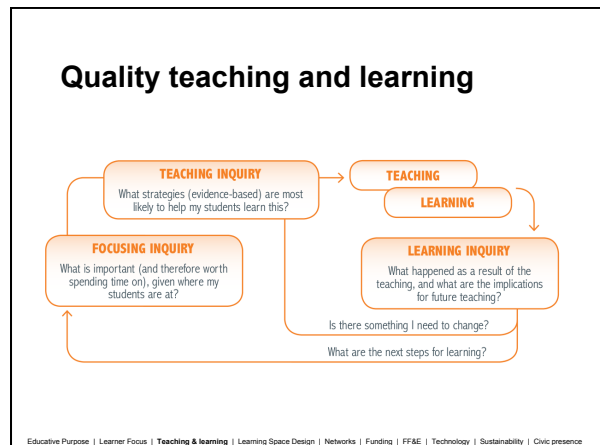 Quality teaching and learning
TEACHING INQUIRY
What strategies (evidence-based) are most
likely to help my students learn this?
TEACHING
LEARNING
FOCUSING INQUIRY
What is important (and therefore worth
spending time on), given where my
students are at?
LEARNING INQUIRY
What happened as a result of the
teaching, and what are the implications
for future teaching?
Is there something I need to change?
What are the next steps for learning?
Educative Purpose | Learner Focus | Teaching & learning | Learning Space Design | Networks | Funding | FF&E | Technology | Sustainability | Civic presence